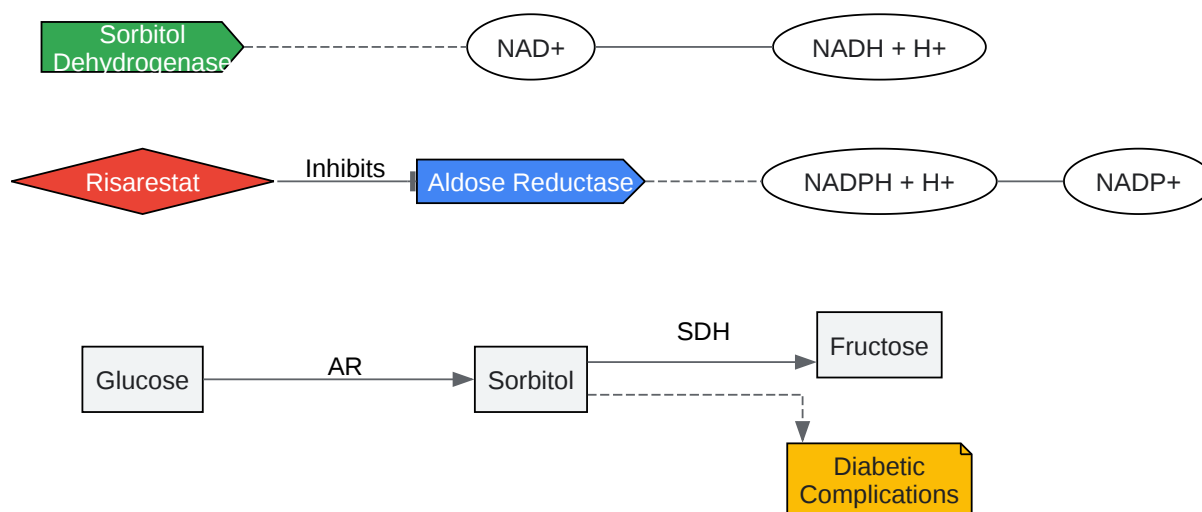 Sorbitol
Dehydrogenase
NAD+
NADH + H+
Risarestat
Inhibits
Aldose Reductase
NADPH + H+
NADP+
Glucose
AR
Sorbitol
SDH
Fructose
Diabetic
Complications